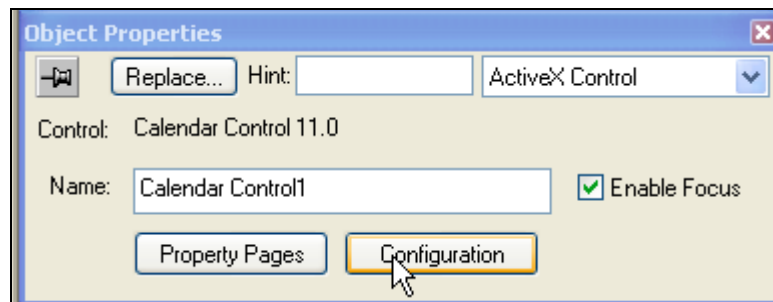 Object Properties
Replace... Hint: ActiveX Control
Control: Calendar Control 11.0
Name: Calendar Control1 Enable Focus
Property Pages Configuration